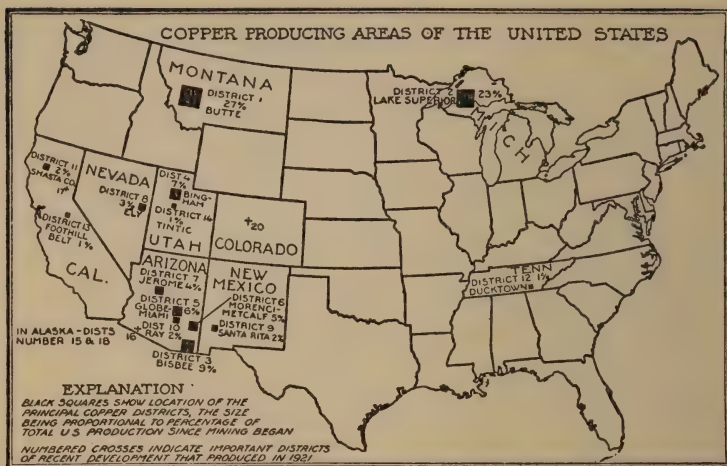 COPPER PRODUCING AREAS OF THE UNITED STATES
MONTANA
DISTRICT 1
27%
BUTTE
DISTRICT 2
LAKE SUPERIOR
23%
MICH
DISTRICT 11
2%
SHASTA CO.
17+
NEVADA
DISTRICT 8
3%
ELY
DIST 4
7%
BING-
HAM
DISTRICT 14
1%
TINTIC
UTAH
+20
COLORADO
DISTRICT 13
FOOTHILL
BELT 1%
CAL.
ARIZONA
DISTRICT 7
JEROME 4%
DISTRICT 5
GLOBE- 6%
MIAMI
DIST 10
RAY 2%
16+
DISTRICT 3
BISBEE 9%
NEW
MEXICO
DISTRICT 6
MORENCI-
METCALF 5%
DISTRICT 9
SANTA RITA 2%
TENN
DISTRICT 12 1%
DUCKTOWN
IN ALASKA-DISTS
NUMBER 15 & 18
EXPLANATION
BLACK SQUARES SHOW LOCATION OF THE
PRINCIPAL COPPER DISTRICTS, THE SIZE
BEING PROPORTIONAL TO PERCENTAGE OF
TOTAL U S PRODUCTION SINCE MINING BEGAN
NUMBERED CROSSES INDICATE IMPORTANT DISTRICTS
OF RECENT DEVELOPMENT THAT PRODUCED IN 1921